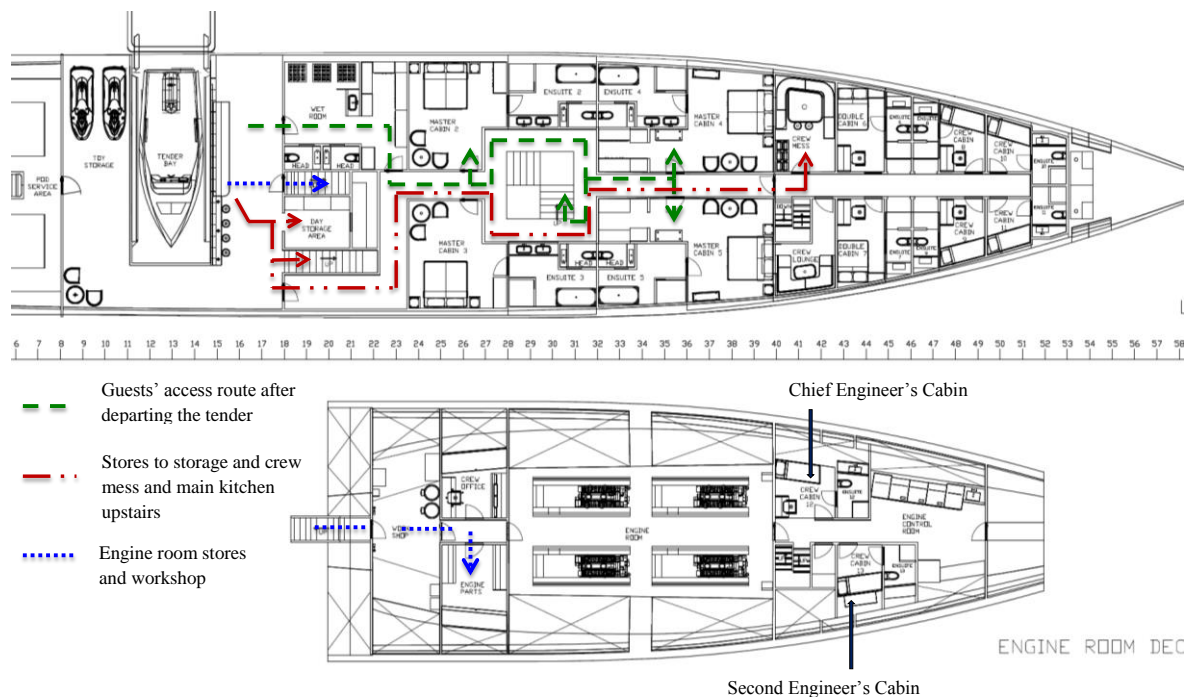 ENSUITE 2
ENSUITE 4
WET
ROOM
MASTER
CABIN 2
MASTER
CABIN 4
CREW
MESS
DOUBLE
CABIN 6
CREW
CABIN
8
CREW
CABIN
10
TOY
STORAGE
TENDER
BAY
POD
SERVICE
AREA
HEAD
HEAD
DAY
STORAGE
AREA
UP
UP
DOWN
MASTER
CABIN 3
HEAD
HEAD
ENSUITE 3
ENSUITE 5
MASTER
CABIN 5
CREW
LOUNGE
DOUBLE
CABIN 7
CREW
CABIN
9
CREW
CABIN
11
6 7 8 9 10 11 12 13 14 15 16 17 18 19 20 21 22 23 24 25 26 27 28 29 30 31 32 33 34 35 36 37 38 39 40 41 42 43 44 45 46 47 48 49 50 51 52 53 54 55 56 57 58
Guests' access route after
departing the tender
Stores to storage and crew
mess and main kitchen
upstairs
Engine room stores
and workshop
Chief Engineer's Cabin
CREW
OFFICE
CREW
CABIN
12
UP
WORK
SHOP
ENGINE
ROOM
ENGINE
CONTROL
ROOM
CREW
CABIN
13
ENGINE
PARTS
ENGINE ROOM DEC
Second Engineer's Cabin